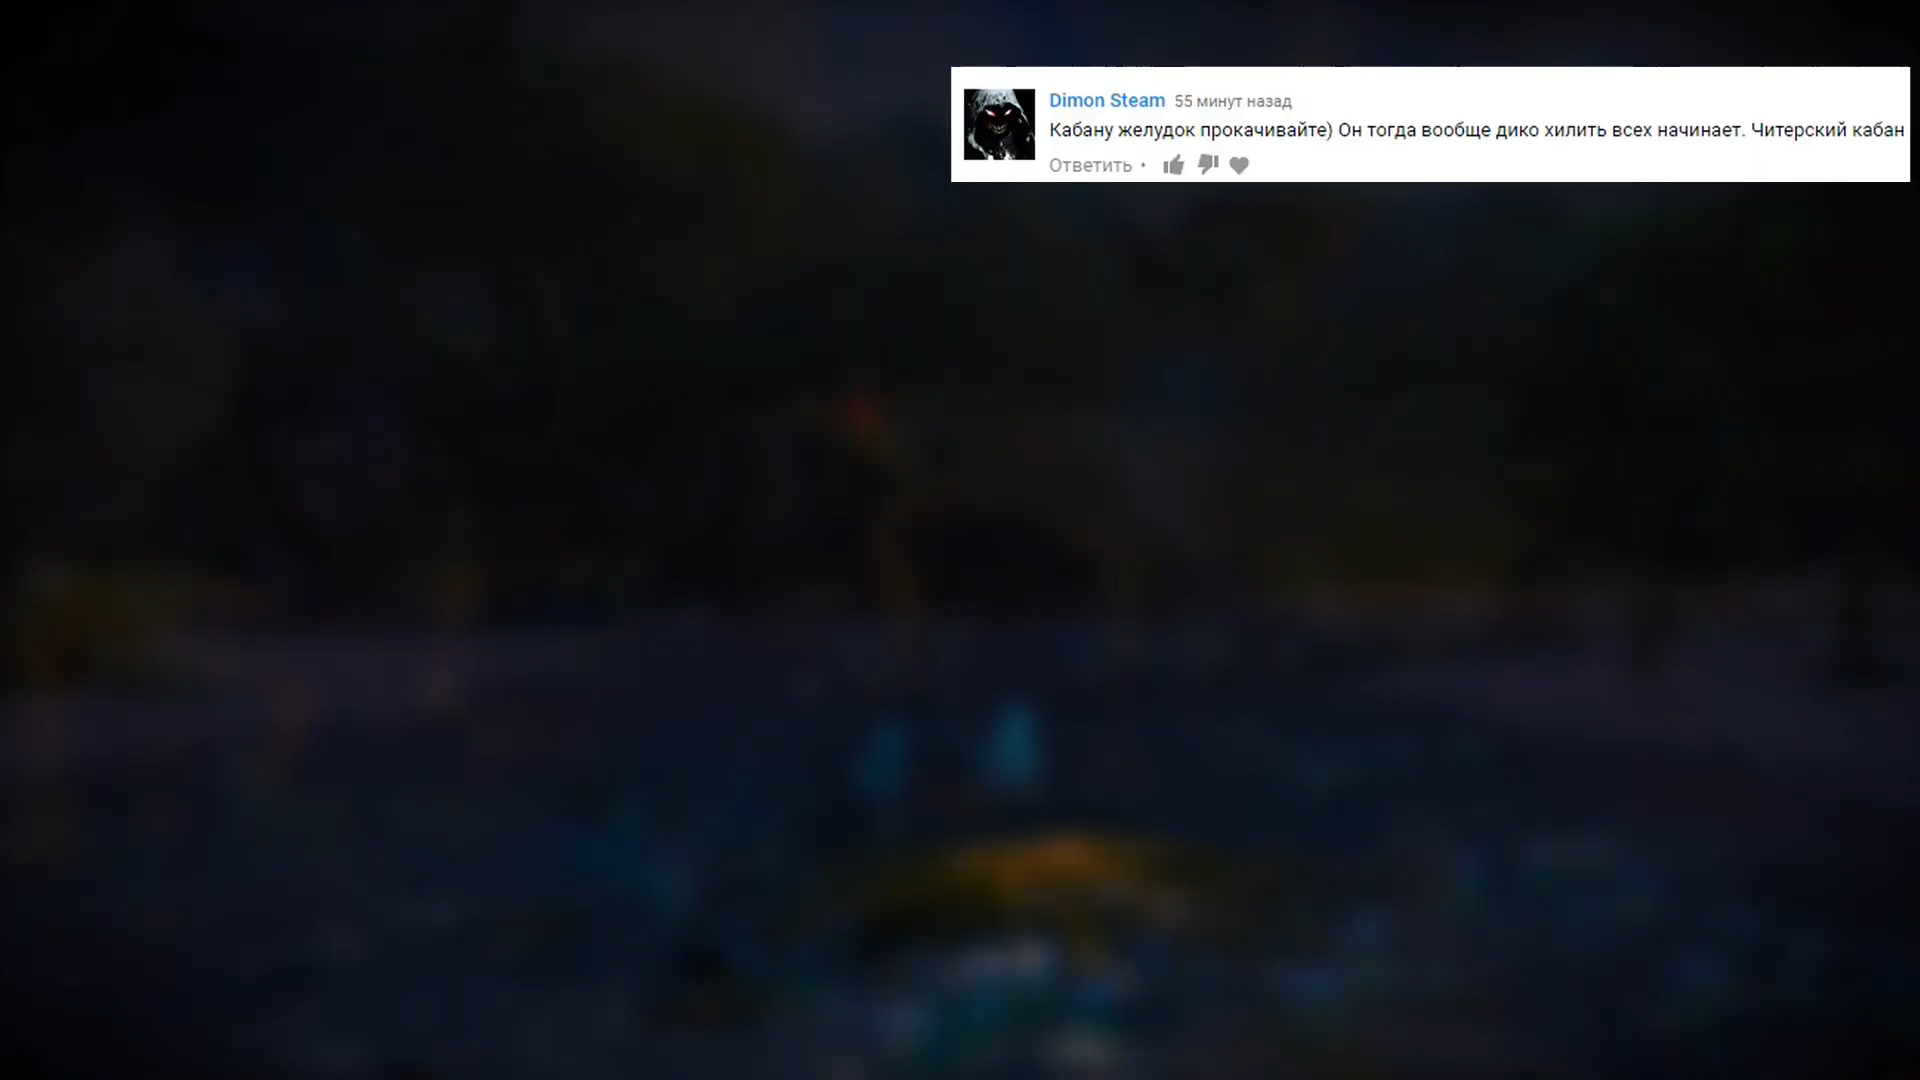 Dimon Steam 55 минут назад
Кабану желудок прокачивайте) Он тогда вообще дико хилить всех начинает. Читерский кабан
Ответить •